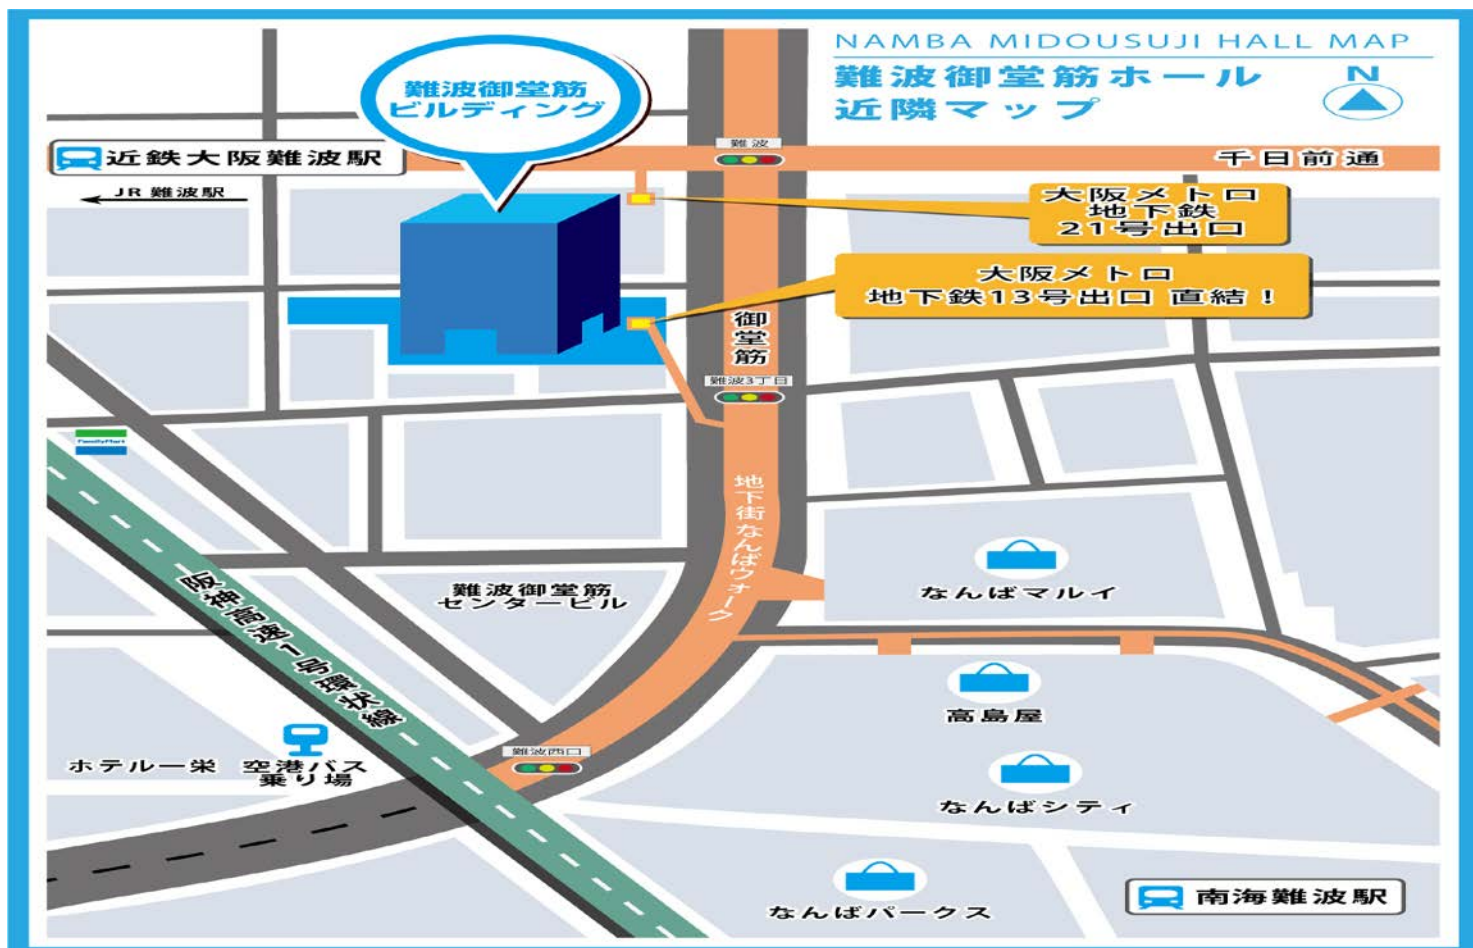 NAMBA MIDOUSUJI HALL MAP
難波御堂筋ホール
近隣マップ
N
難波御堂筋
ビルディング
近鉄大阪難波駅
JR 難波駅
難波
千日前通
大阪メトロ
地下鉄
21号出口
大阪メトロ
地下鉄13号出口 直結！
御堂筋
難波3丁目
FamilyMart
地下街なんばウォーク
阪神高速1号環状線
難波御堂筋
センタービル
なんばマルイ
高島屋
難波西口
ホテル一栄
空港バス
乗り場
なんばシティ
なんばパークス
南海難波駅